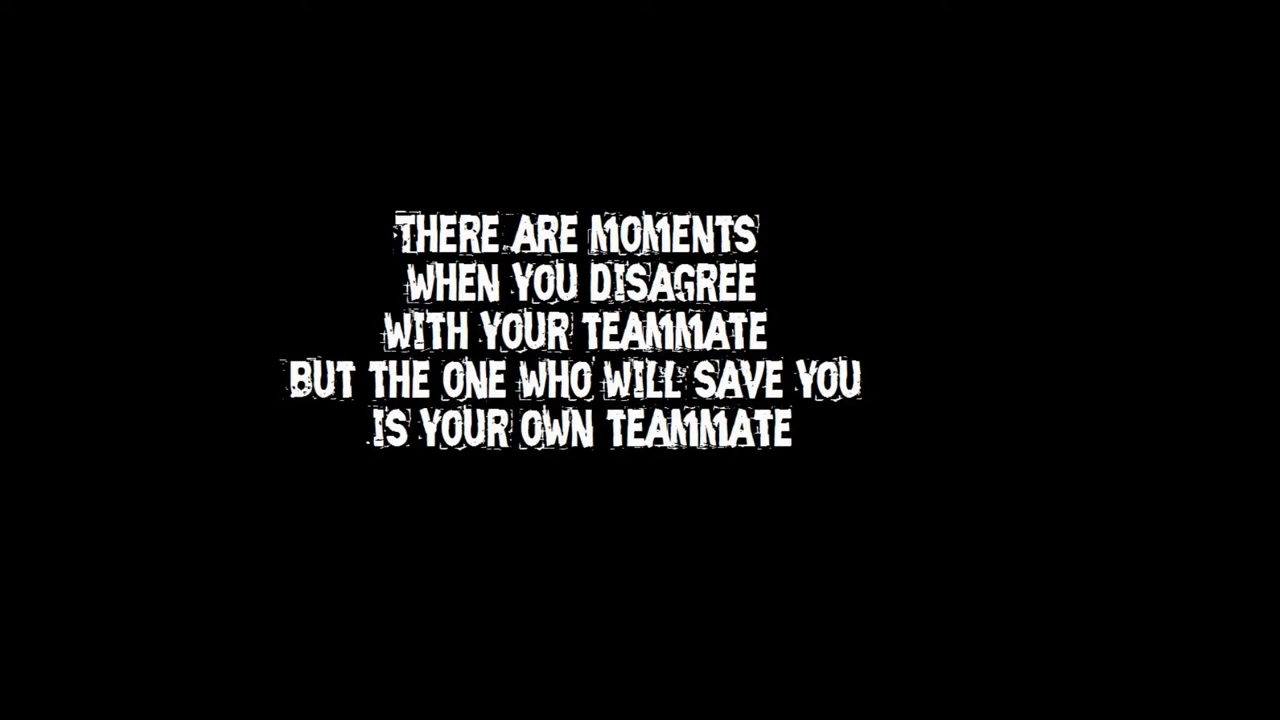 THERE ARE MOMENTS
WHEN YOU DISAGREE
WITH YOUR TEAMMATE
BUT THE ONE WHO WILL SAVE YOU
IS YOUR OWN TEAMMATE